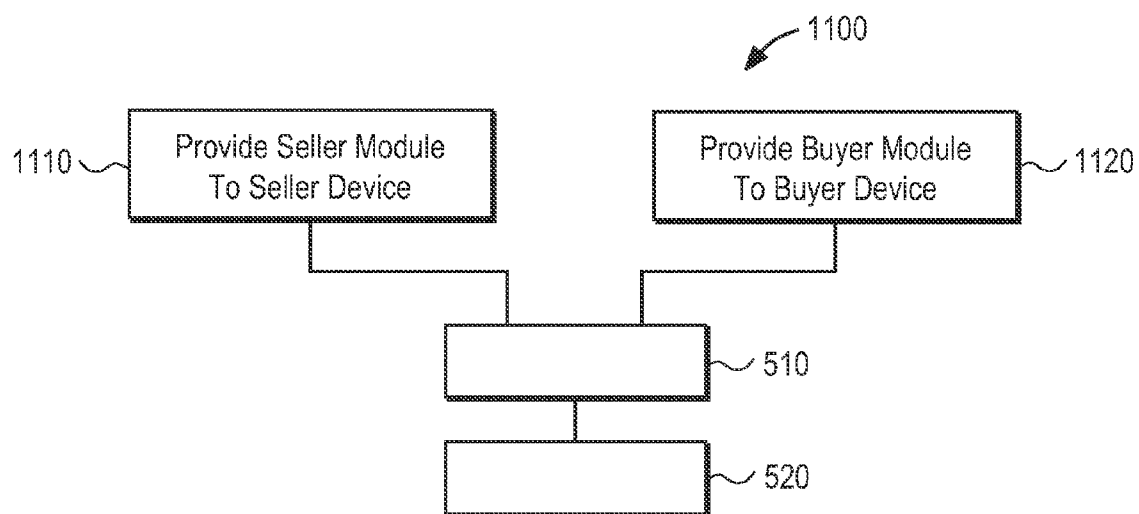 1100
Provide Seller Module
To Seller Device
1110
Provide Buyer Module
To Buyer Device
1120
510
520